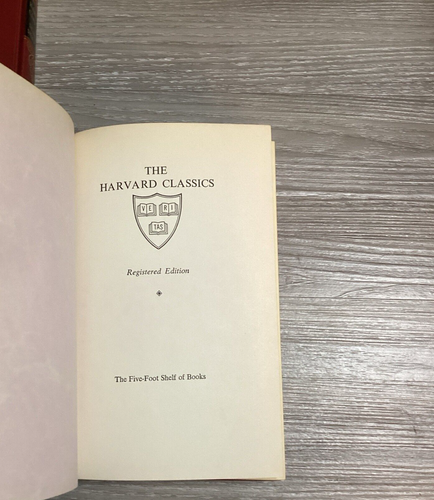 THE
HARVARD CLASSICS
VE RI
TAS
Registered Edition
The Five-Foot Shelf of Books